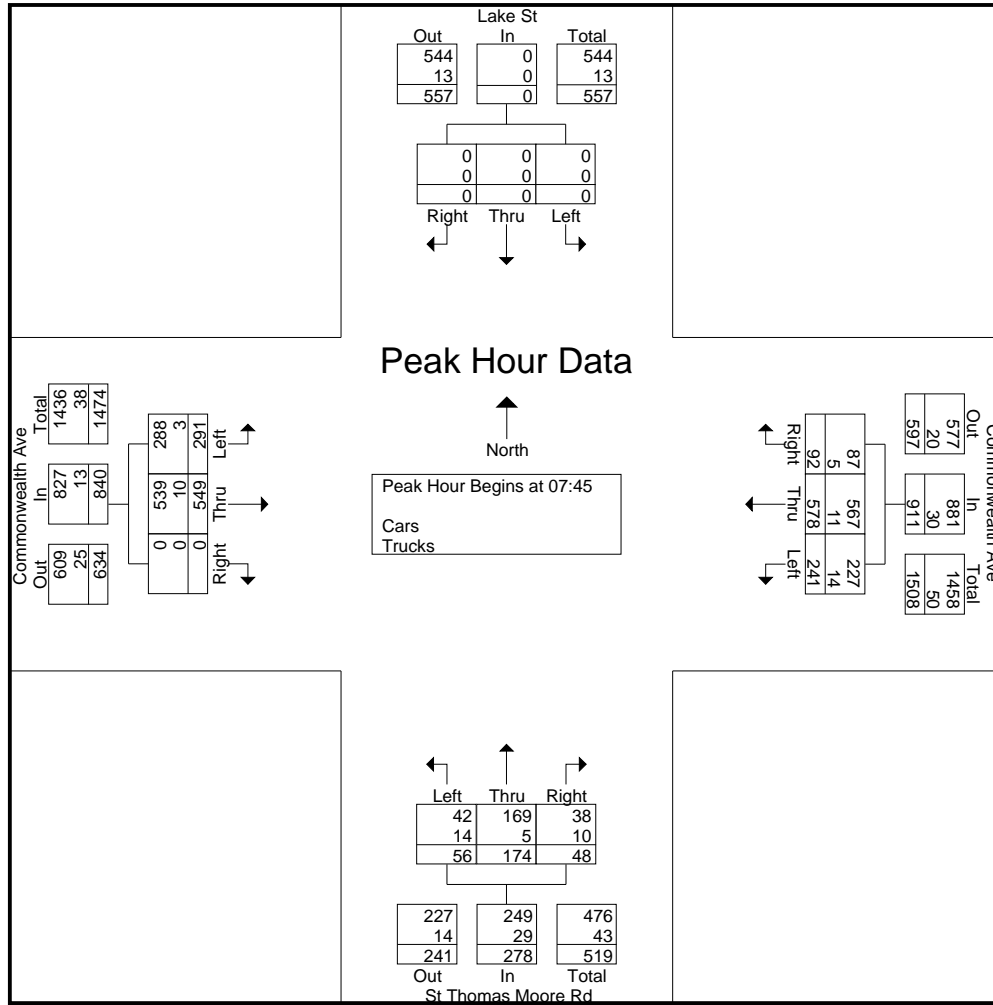 Lake St
Out In Total
544 0 544
13 0 13
557 0 557
0 0 0
0 0 0
0 0 0
Right Thru Left
Peak Hour Data
North
Peak Hour Begins at 07:45
Cars
Trucks
Commonwealth Ave
Total In Out
1436 827 609
38 13 25
1474 840 634
288 539 0
3 10 0
291 549 0
Left Thru Right
Commonwealth Ave
Out In Total
577 881 1458
20 30 50
597 911 1508
87 567 227
5 11 14
92 578 241
Right Thru Left
Left Thru Right
42 169 38
14 5 10
56 174 48
227 249 476
14 29 43
241 278 519
Out In Total
St Thomas Moore Rd